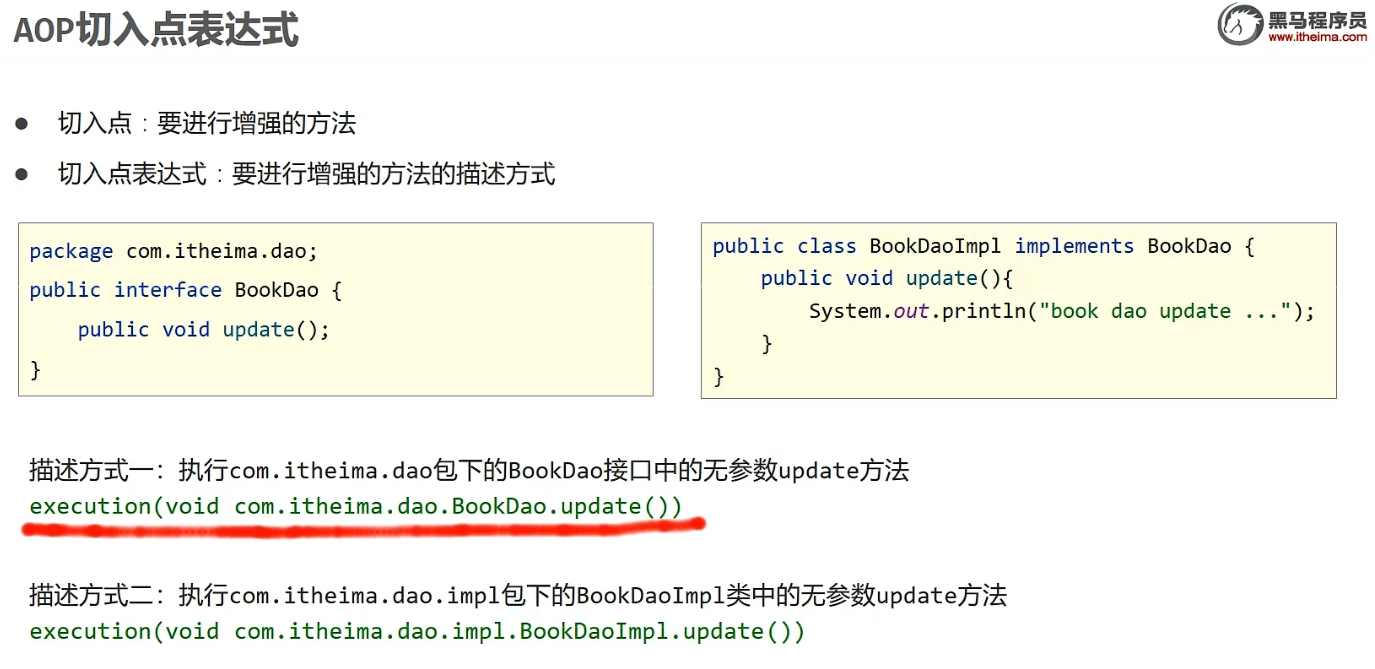 AOP切入点表达式
黑马程序员
www.itheima.com
● 切入点：要进行增强的方法
● 切入点表达式：要进行增强的方法的描述方式
package com.itheima.dao;
public interface BookDao {
    public void update();
}
public class BookDaoImpl implements BookDao {
    public void update(){
        System.out.println("book dao update ...");
    }
}
描述方式一：执行com.itheima.dao包下的BookDao接口中的无参数update方法
execution(void com.itheima.dao.BookDao.update())
描述方式二：执行com.itheima.dao.impl包下的BookDaoImpl类中的无参数update方法
execution(void com.itheima.dao.impl.BookDaoImpl.update())